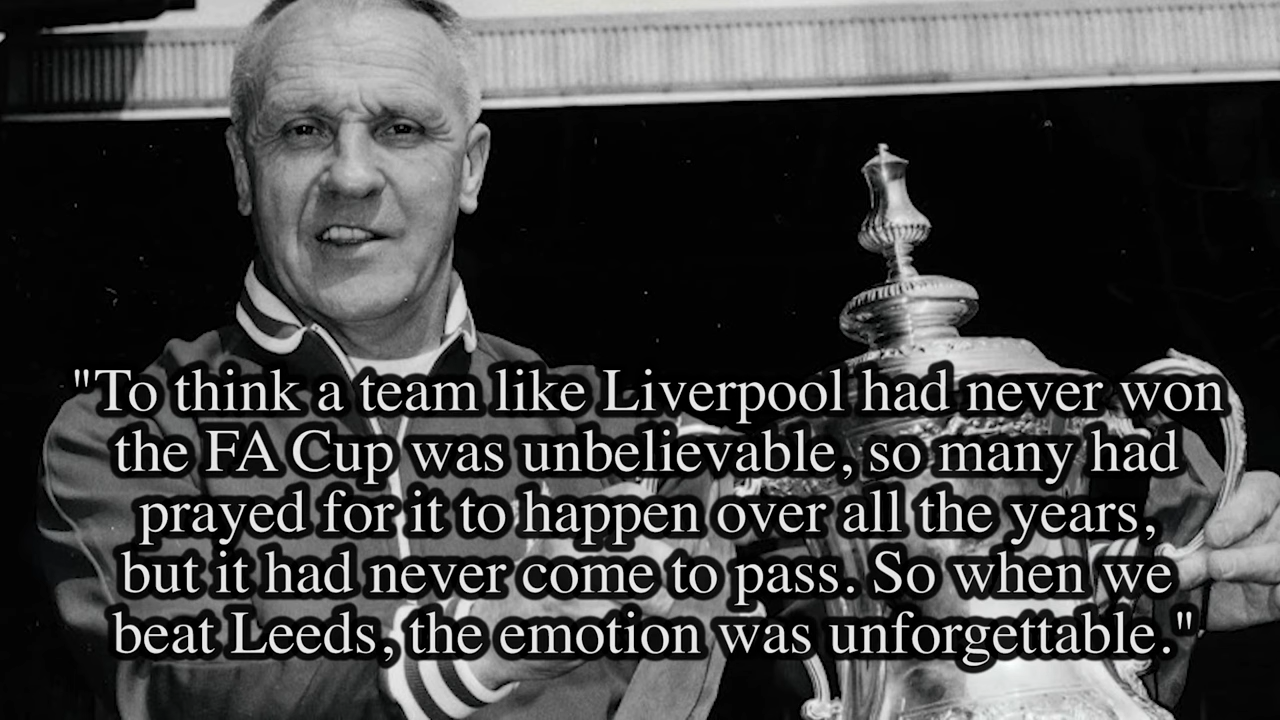 "To think a team like Liverpool had never won
the FA Cup was unbelievable, so many had
prayed for it to happen over all the years,
but it had never come to pass. So when we
beat Leeds, the emotion was unforgettable."